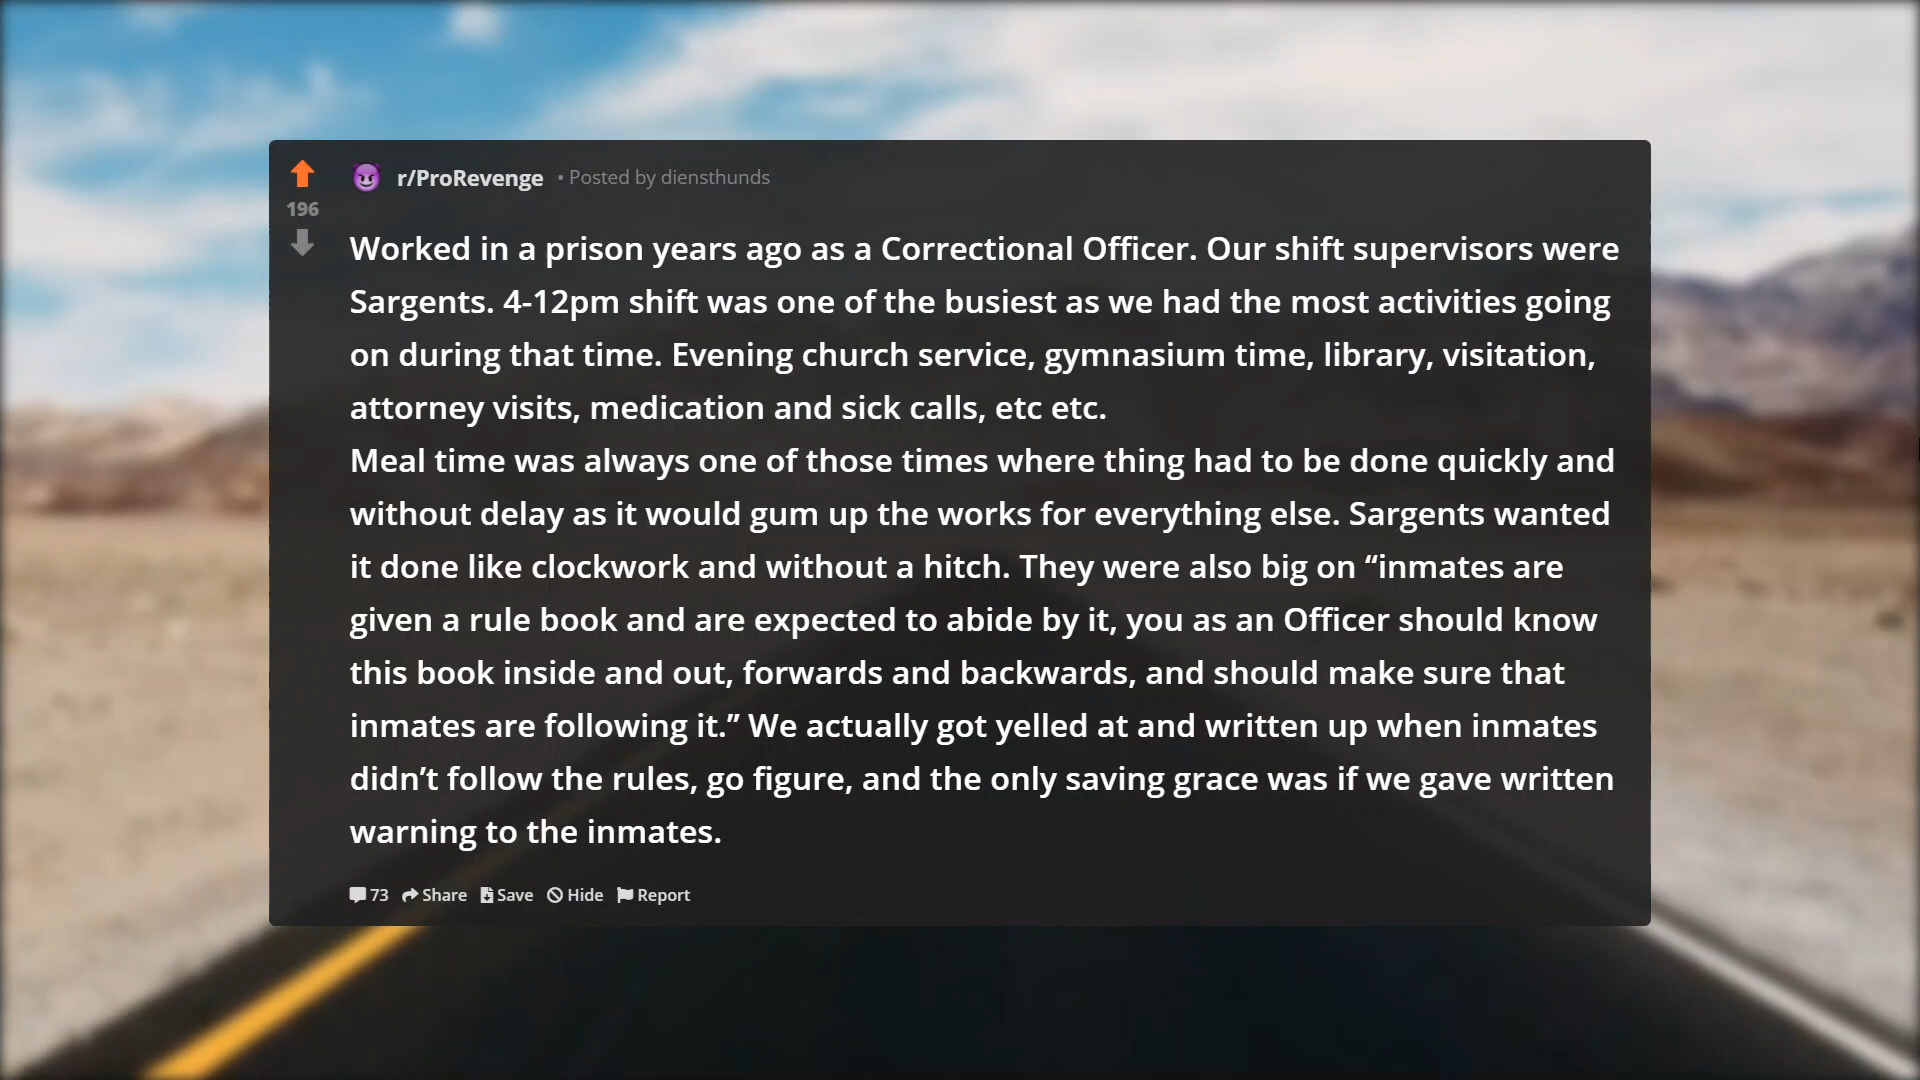 r/ProRevenge • Posted by diensthunds
196
Worked in a prison years ago as a Correctional Officer. Our shift supervisors were
Sargents. 4-12pm shift was one of the busiest as we had the most activities going
on during that time. Evening church service, gymnasium time, library, visitation,
attorney visits, medication and sick calls, etc etc.
Meal time was always one of those times where thing had to be done quickly and
without delay as it would gum up the works for everything else. Sargents wanted
it done like clockwork and without a hitch. They were also big on “inmates are
given a rule book and are expected to abide by it, you as an Officer should know
this book inside and out, forwards and backwards, and should make sure that
inmates are following it.” We actually got yelled at and written up when inmates
didn’t follow the rules, go figure, and the only saving grace was if we gave written
warning to the inmates.
73 Share Save Hide Report